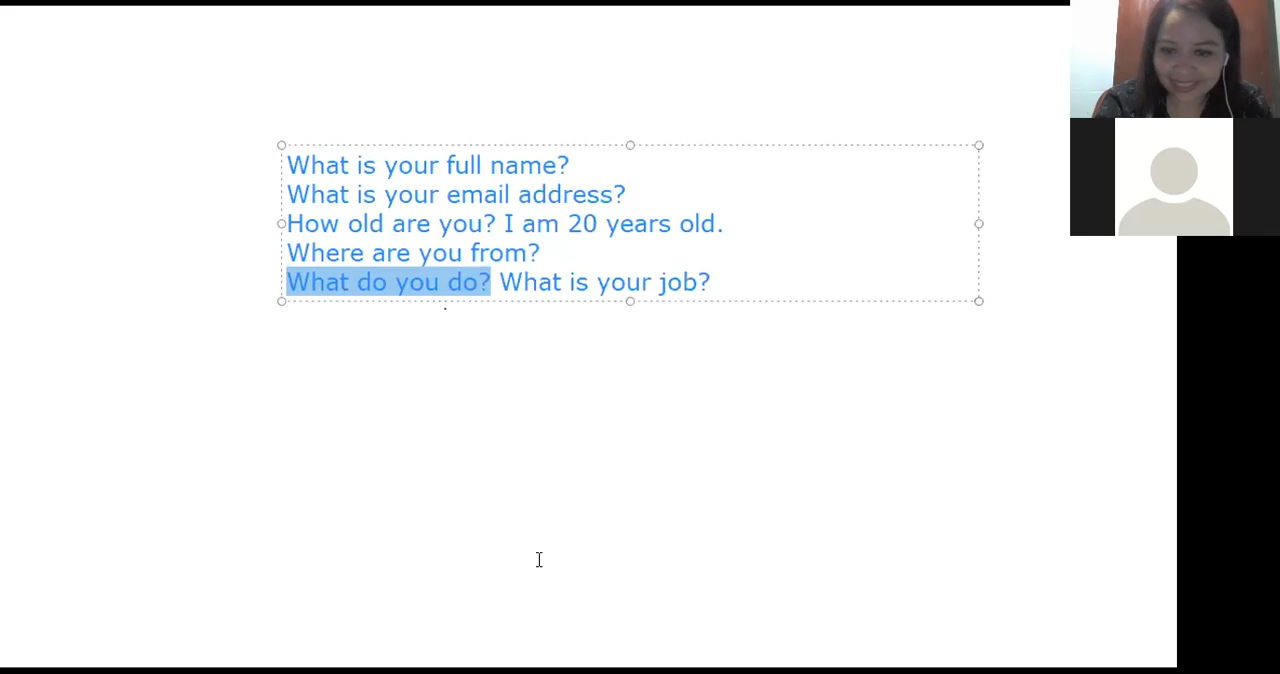 What is your full name?
What is your email address?
How old are you? I am 20 years old.
Where are you from?
What do you do? What is your job?